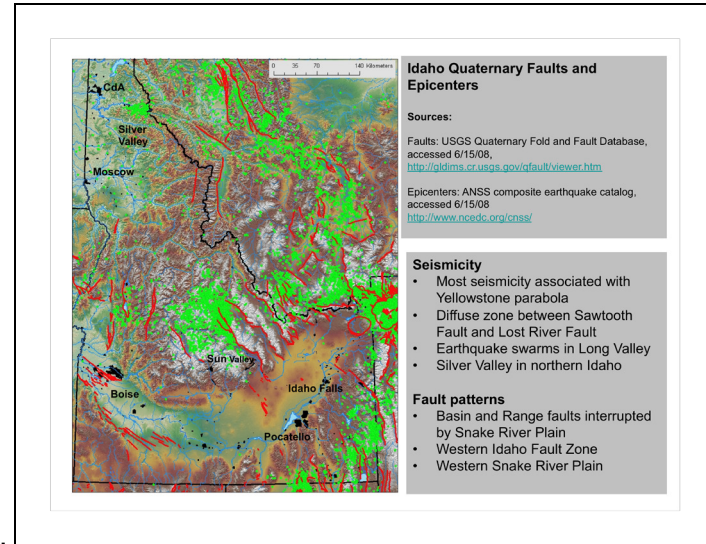 0 35 70 140 Kilometers
CdA
Silver
Valley
Moscow
Sun Valley
Boise
Idaho Falls
Pocatello
Idaho Quaternary Faults and
Epicenters
Sources:
Faults: USGS Quaternary Fold and Fault Database,
accessed 6/15/08,
http://gldims.cr.usgs.gov/qfault/viewer.htm
Epicenters: ANSS composite earthquake catalog,
accessed 6/15/08
http://www.ncedc.org/cnss/
Seismicity
• Most seismicity associated with
Yellowstone parabola
• Diffuse zone between Sawtooth
Fault and Lost River Fault
• Earthquake swarms in Long Valley
• Silver Valley in northern Idaho
Fault patterns
• Basin and Range faults interrupted
by Snake River Plain
• Western Idaho Fault Zone
• Western Snake River Plain